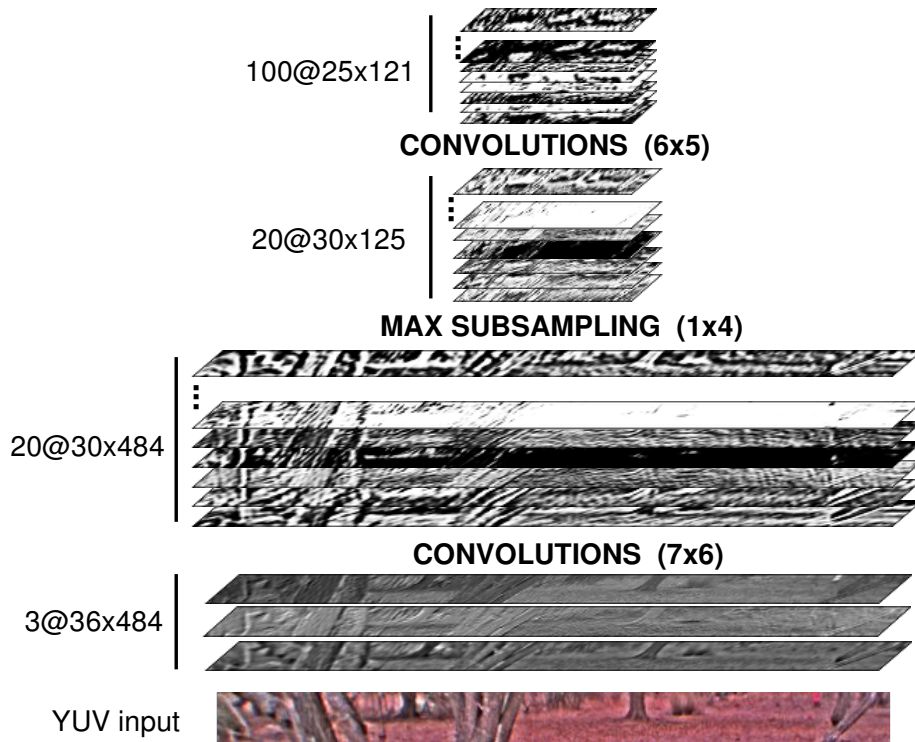 100@25x121
CONVOLUTIONS (6x5)
20@30x125
MAX SUBSAMPLING (1x4)
20@30x484
CONVOLUTIONS (7x6)
3@36x484
YUV input